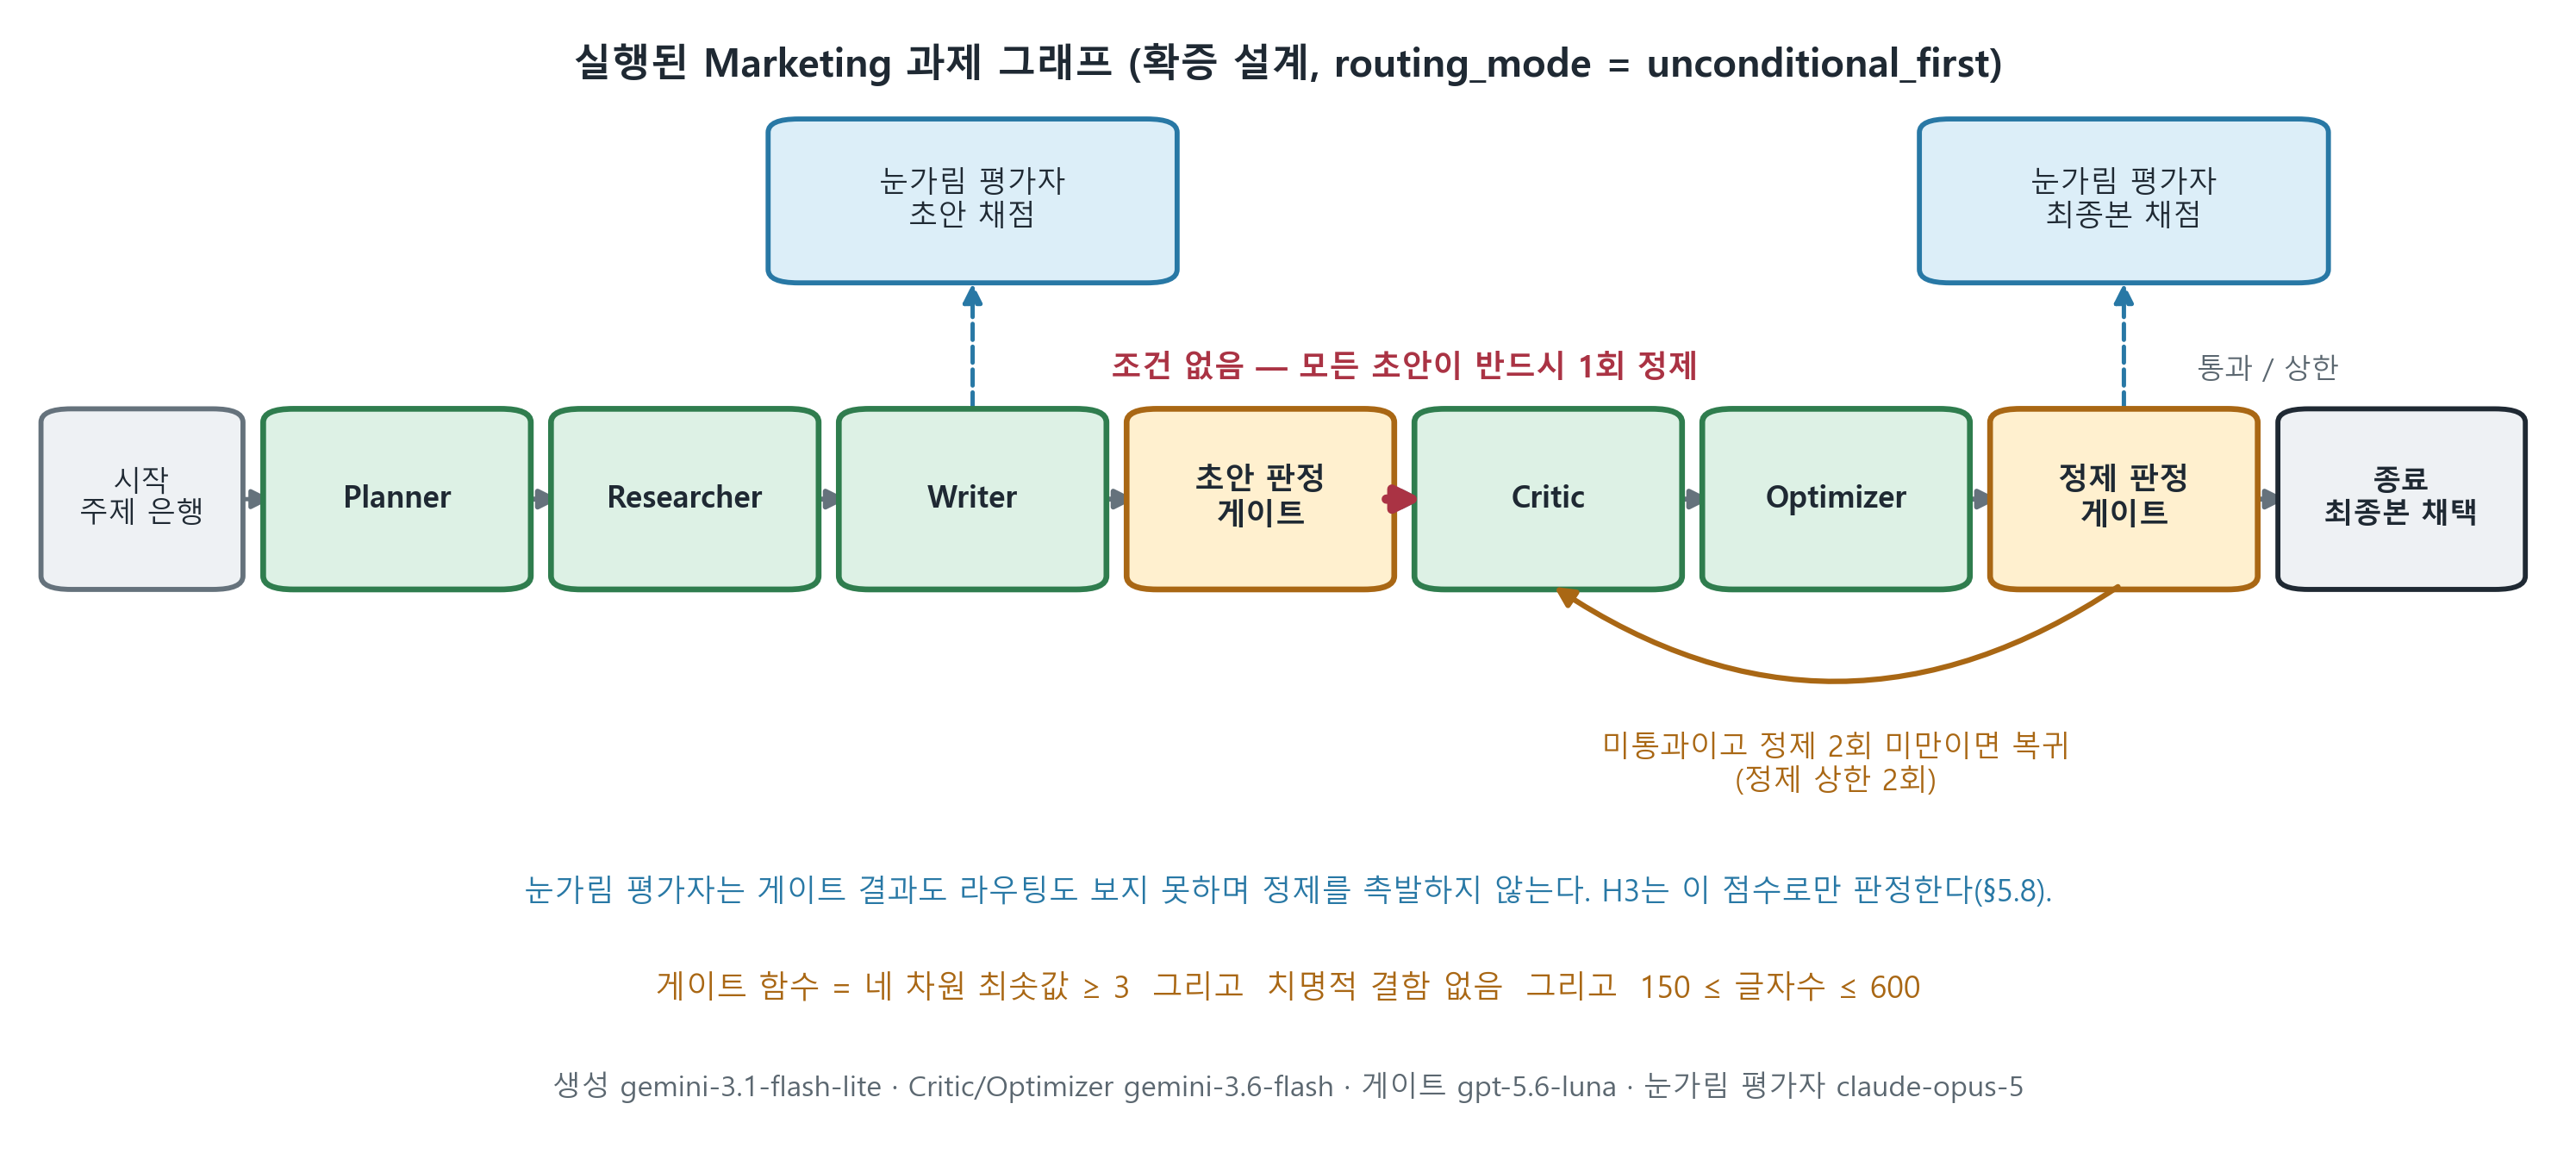 실행된 Marketing 과제 그래프 (확증 설계, routing_mode = unconditional_first)
눈가림 평가자
초안 채점
눈가림 평가자
최종본 채점
조건 없음 — 모든 초안이 반드시 1회 정제
통과 / 상한
시작
주제 은행
Planner
Researcher
Writer
초안 판정
게이트
Critic
Optimizer
정제 판정
게이트
종료
최종본 채택
미통과이고 정제 2회 미만이면 복귀
(정제 상한 2회)
눈가림 평가자는 게이트 결과도 라우팅도 보지 못하며 정제를 촉발하지 않는다. H3는 이 점수로만 판정한다(§5.8).
게이트 함수 = 네 차원 최솟값 ≥ 3 그리고 치명적 결함 없음 그리고 150 ≤ 글자수 ≤ 600
생성 gemini-3.1-flash-lite · Critic/Optimizer gemini-3.6-flash · 게이트 gpt-5.6-luna · 눈가림 평가자 claude-opus-5